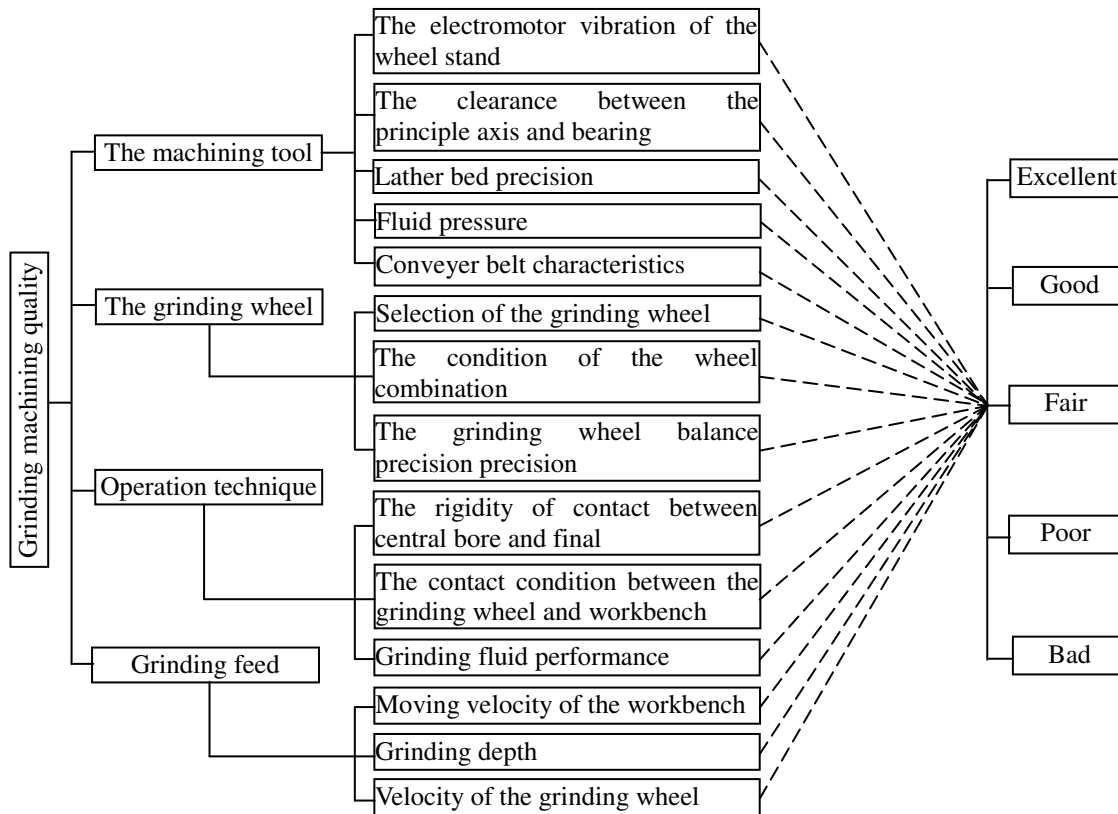 Grinding machining quality
The machining tool
The grinding wheel
Operation technique
Grinding feed
The electromotor vibration of the
wheel stand
The clearance between the
principle axis and bearing
Lather bed precision
Fluid pressure
Conveyer belt characteristics
Selection of the grinding wheel
The condition of the wheel
combination
The grinding wheel balance
precision precision
The rigidity of contact between
central bore and final
The contact condition between the
grinding wheel and workbench
Grinding fluid performance
Moving velocity of the workbench
Grinding depth
Velocity of the grinding wheel
Excellent
Good
Fair
Poor
Bad